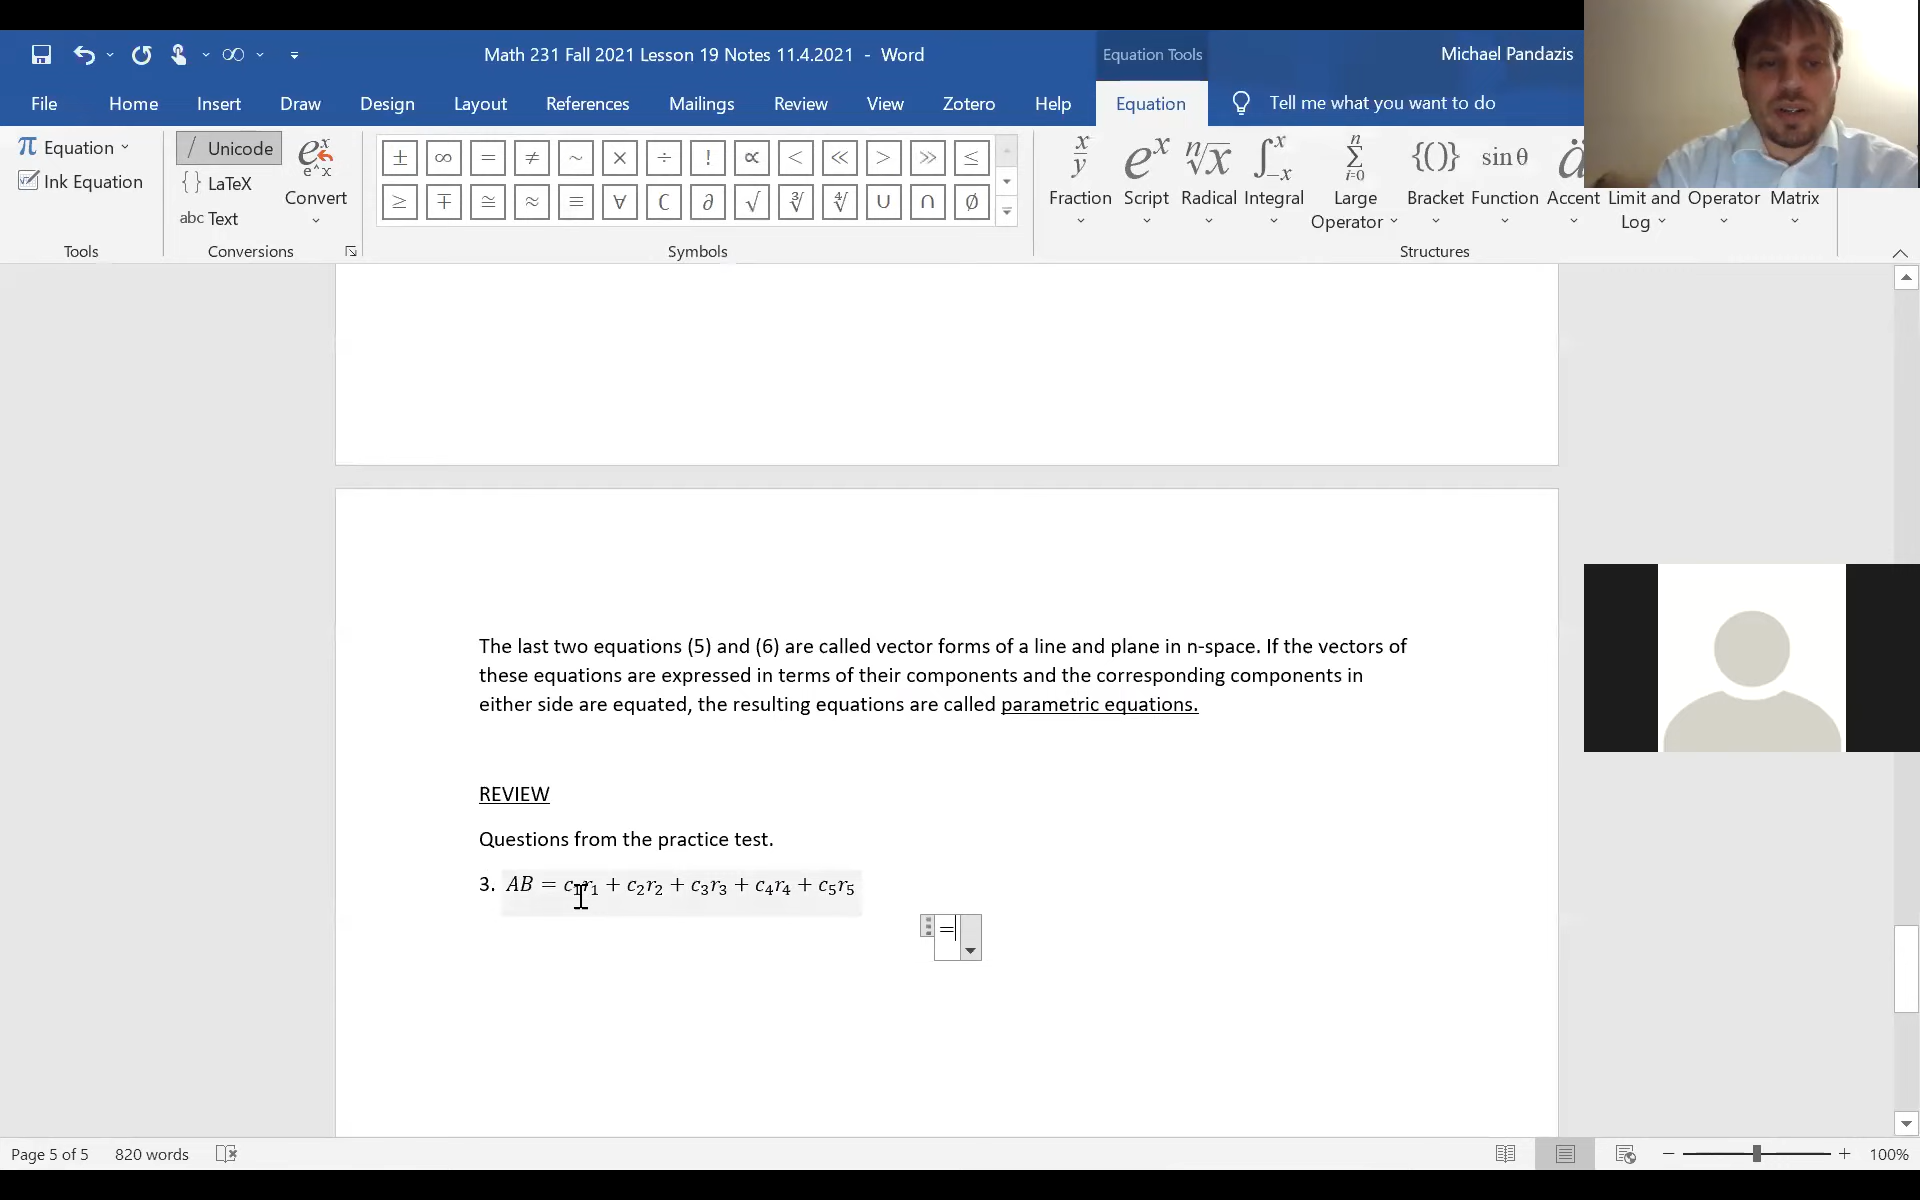 Math 231 Fall 2021 Lesson 19 Notes 11.4.2021 - Word
Equation Tools
Michael Pandazis
File Home Insert Draw Design Layout References Mailings Review View Zotero Help Equation Tell me what you want to do
π Equation
Ink Equation
Tools
/ Unicode
{} LaTeX
abc Text
e^x
Convert
Conversions
± ∞ = ≠ ~ × ÷ ! ∝ < ≪ > ≫ ≤
≥ ∓ ≅ ≈ ≡ ∀ ∁ ∂ √ ∛ ∜ ∪ ∩ ∅
Symbols
x/y eˣ ⁿ√x ∫₋ₓˣ Σ n i=0 {()} sin θ ä
Fraction Script Radical Integral Large Operator Bracket Function Accent Limit and Log Operator Matrix
Structures
The last two equations (5) and (6) are called vector forms of a line and plane in n-space. If the vectors of
these equations are expressed in terms of their components and the corresponding components in
either side are equated, the resulting equations are called parametric equations.
REVIEW
Questions from the practice test.
3. AB = c₁r₁ + c₂r₂ + c₃r₃ + c₄r₄ + c₅r₅
=
Page 5 of 5 820 words
100%